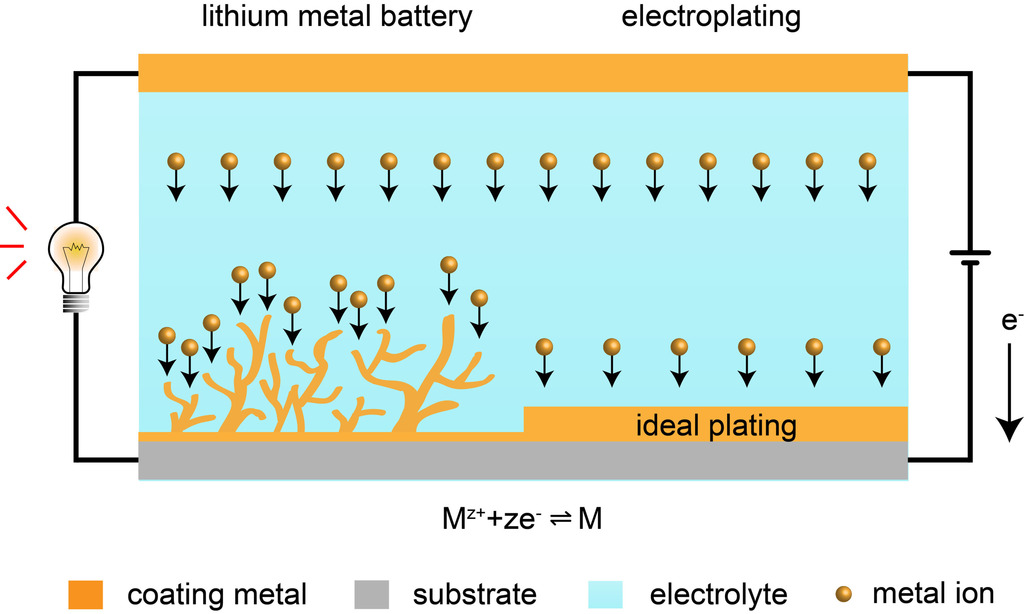 lithium metal battery
electroplating
e⁻
ideal plating
Mᶻ⁺+ze⁻ ⇌ M
coating metal
substrate
electrolyte
metal ion